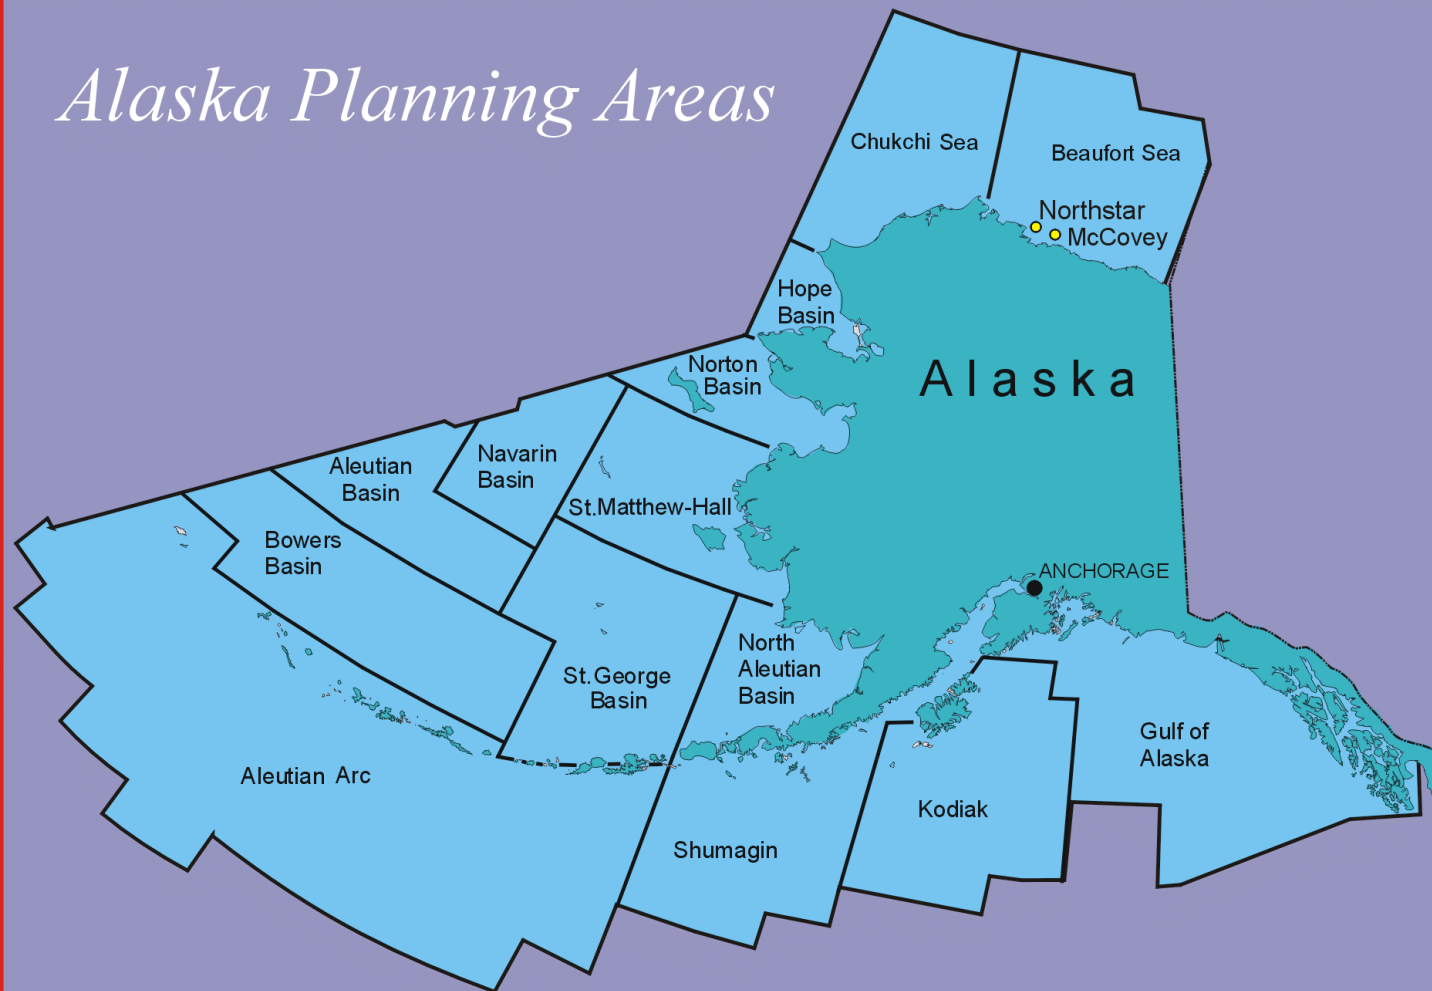 Alaska Planning Areas
Chukchi Sea
Beaufort Sea
Northstar
McCovey
Hope
Basin
Norton
Basin
Alaska
Navarin
Basin
Aleutian
Basin
St.Matthew-Hall
Bowers
Basin
ANCHORAGE
St.George
Basin
North
Aleutian
Basin
Gulf of
Alaska
Aleutian Arc
Kodiak
Shumagin